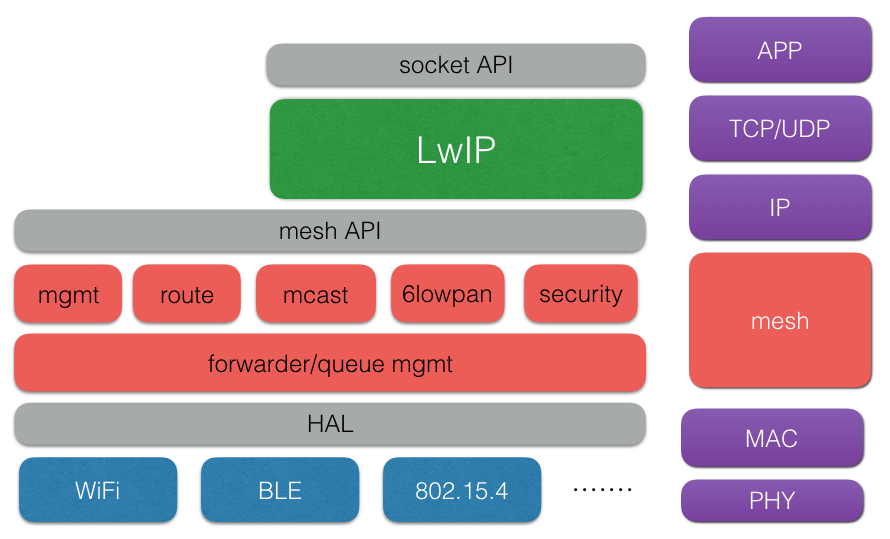 socket API
LwIP
mesh API
mgmt
route
mcast
6lowpan
security
forwarder/queue mgmt
HAL
WiFi
BLE
802.15.4
.......
APP
TCP/UDP
IP
mesh
MAC
PHY